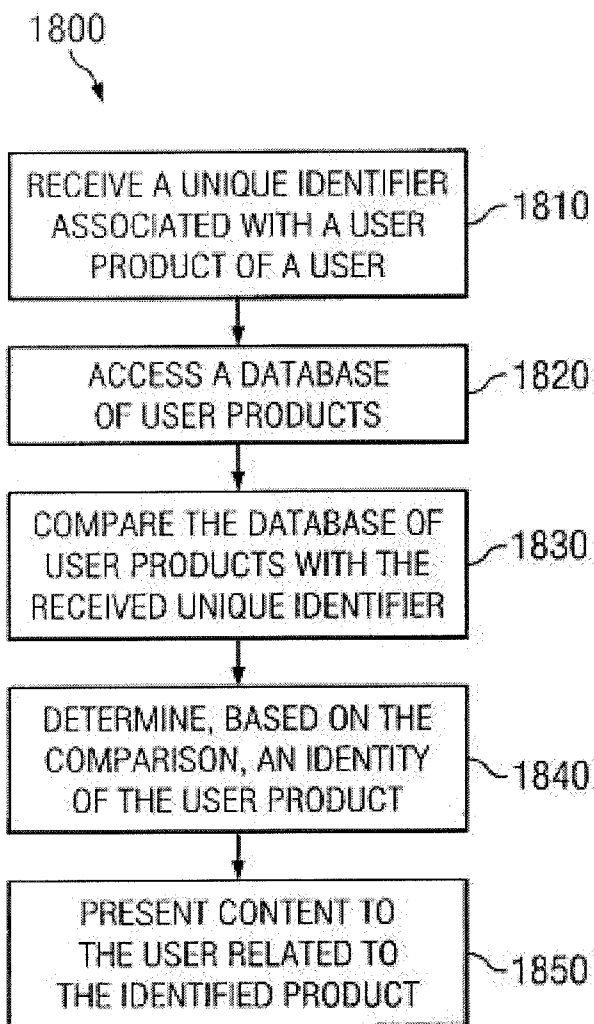 1800
RECEIVE A UNIQUE IDENTIFIER
ASSOCIATED WITH A USER
PRODUCT OF A USER
1810
ACCESS A DATABASE
OF USER PRODUCTS
1820
COMPARE THE DATABASE OF
USER PRODUCTS WITH THE
RECEIVED UNIQUE IDENTIFIER
1830
DETERMINE, BASED ON THE
COMPARISON, AN IDENTITY
OF THE USER PRODUCT
1840
PRESENT CONTENT TO
THE USER RELATED TO
THE IDENTIFIED PRODUCT
1850